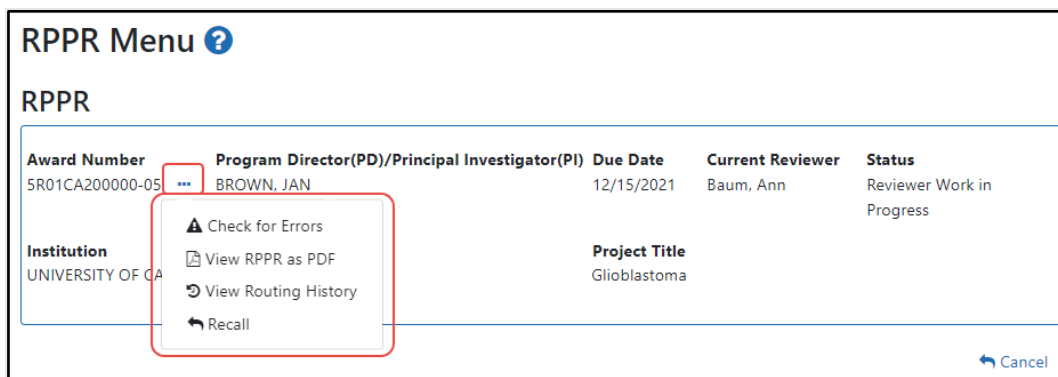 RPPR Menu ?
RPPR
Award Number Program Director(PD)/Principal Investigator(PI) Due Date Current Reviewer Status
5R01CA200000-05 ... BROWN, JAN 12/15/2021 Baum, Ann Reviewer Work in
Progress
Check for Errors
Institution Project Title
View RPPR as PDF
UNIVERSITY OF CA Glioblastoma
View Routing History
Recall
Cancel